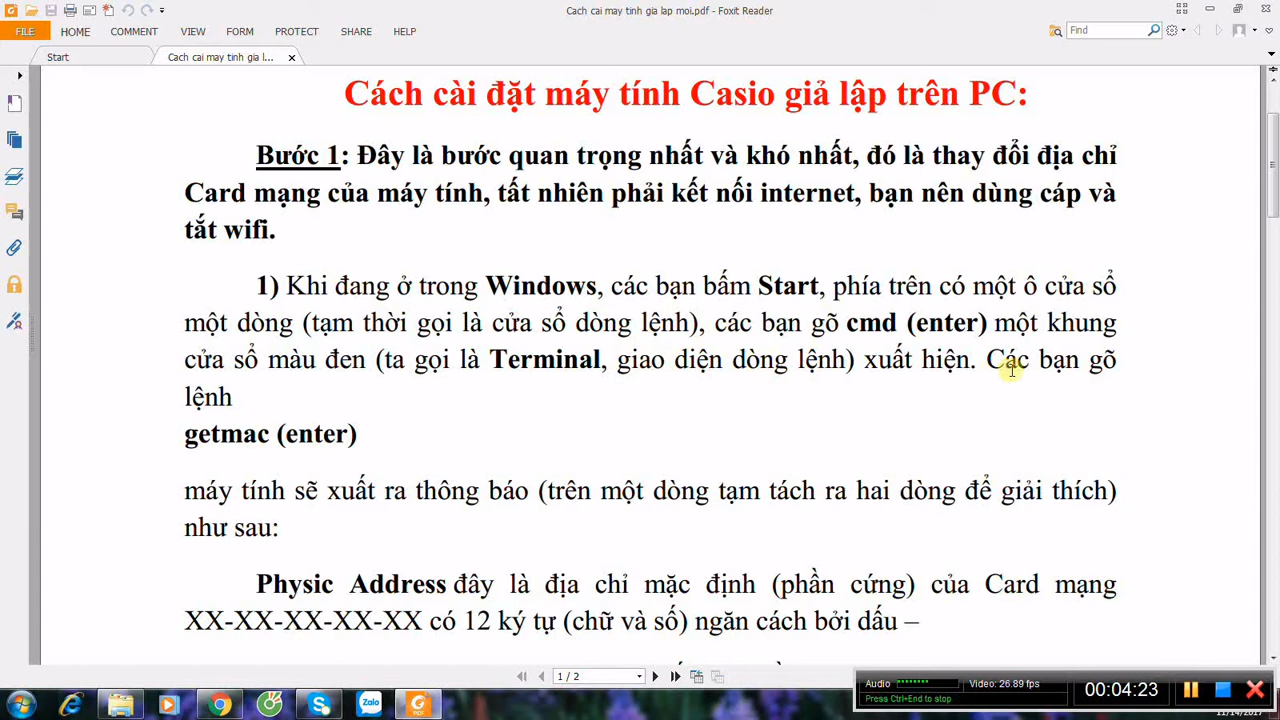 Cach cai may tinh gia lap moi.pdf - Foxit Reader
FILE HOME COMMENT VIEW FORM PROTECT SHARE HELP
Find
Start
Cach cai may tinh gia l...
Cách cài đặt máy tính Casio giả lập trên PC:
Bước 1: Đây là bước quan trọng nhất và khó nhất, đó là thay đổi địa chỉ
Card mạng của máy tính, tất nhiên phải kết nối internet, bạn nên dùng cáp và
tắt wifi.
1) Khi đang ở trong Windows, các bạn bấm Start, phía trên có một ô cửa sổ
một dòng (tạm thời gọi là cửa sổ dòng lệnh), các bạn gõ cmd (enter) một khung
cửa sổ màu đen (ta gọi là Terminal, giao diện dòng lệnh) xuất hiện. Các bạn gõ
lệnh
getmac (enter)
máy tính sẽ xuất ra thông báo (trên một dòng tạm tách ra hai dòng để giải thích)
như sau:
Physic Address đây là địa chỉ mặc định (phần cứng) của Card mạng
XX-XX-XX-XX-XX có 12 ký tự (chữ và số) ngăn cách bởi dấu –
1 / 2
Audio
Video: 26.89 fps
00:04:23
Press Ctrl+End to stop
Zalo
PDF
11/14/2017